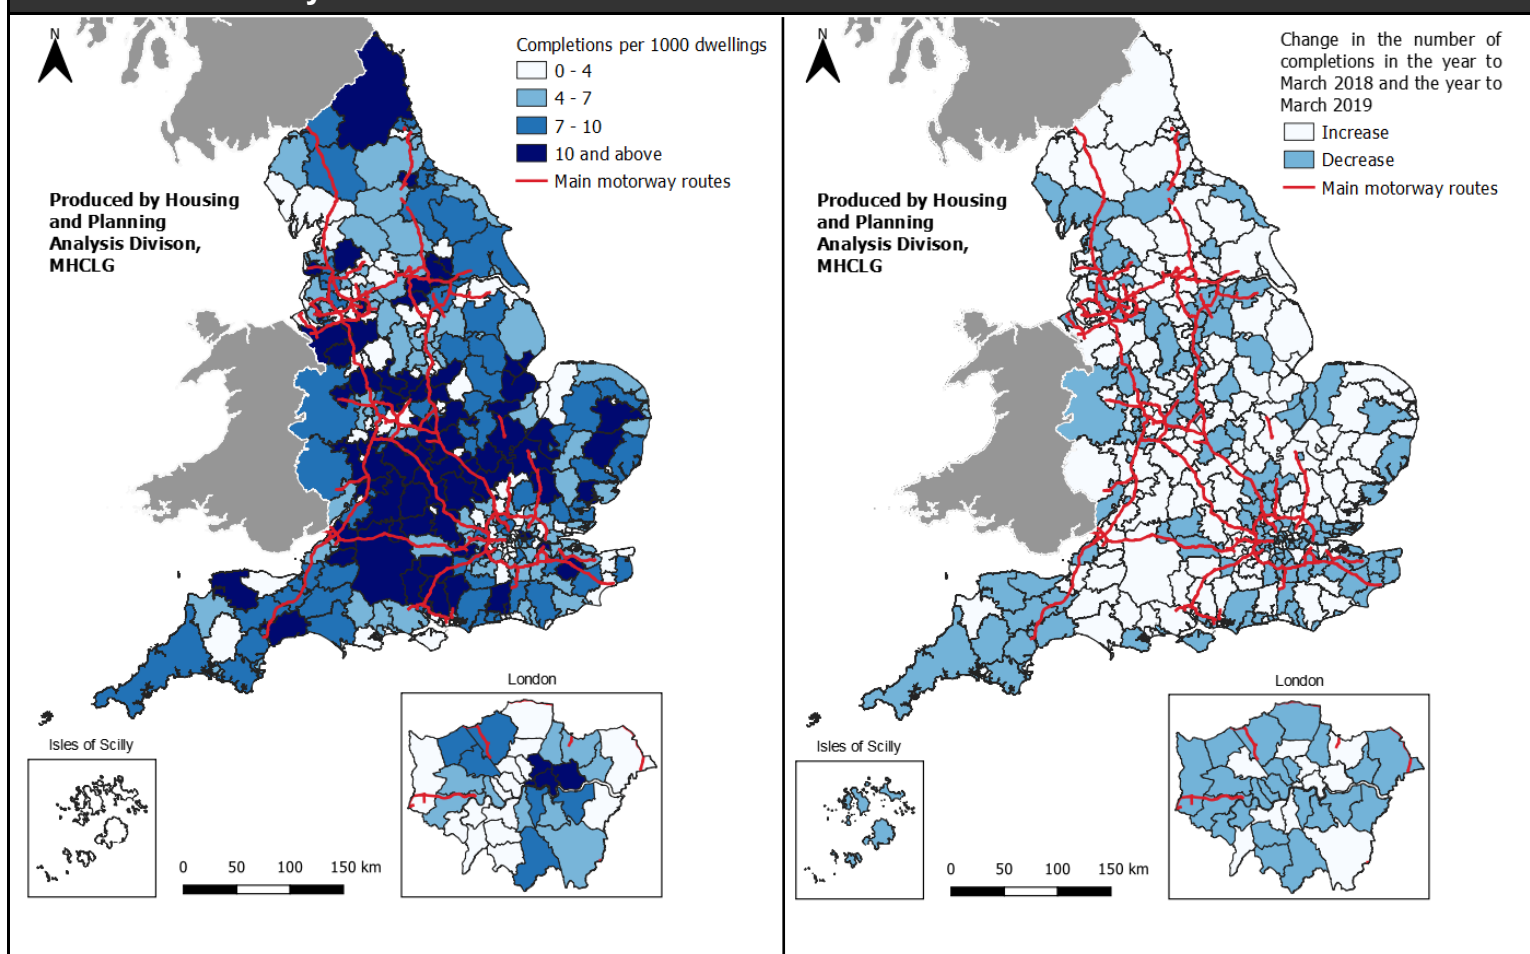 N
Completions per 1000 dwellings
0 - 4
4 - 7
7 - 10
10 and above
Main motorway routes
Produced by Housing
and Planning
Analysis Divison,
MHCLG
London
Isles of Scilly
0 50 100 150 km
N
Change in the number of
completions in the year to
March 2018 and the year to
March 2019
Increase
Decrease
Main motorway routes
Produced by Housing
and Planning
Analysis Divison,
MHCLG
London
Isles of Scilly
0 50 100 150 km